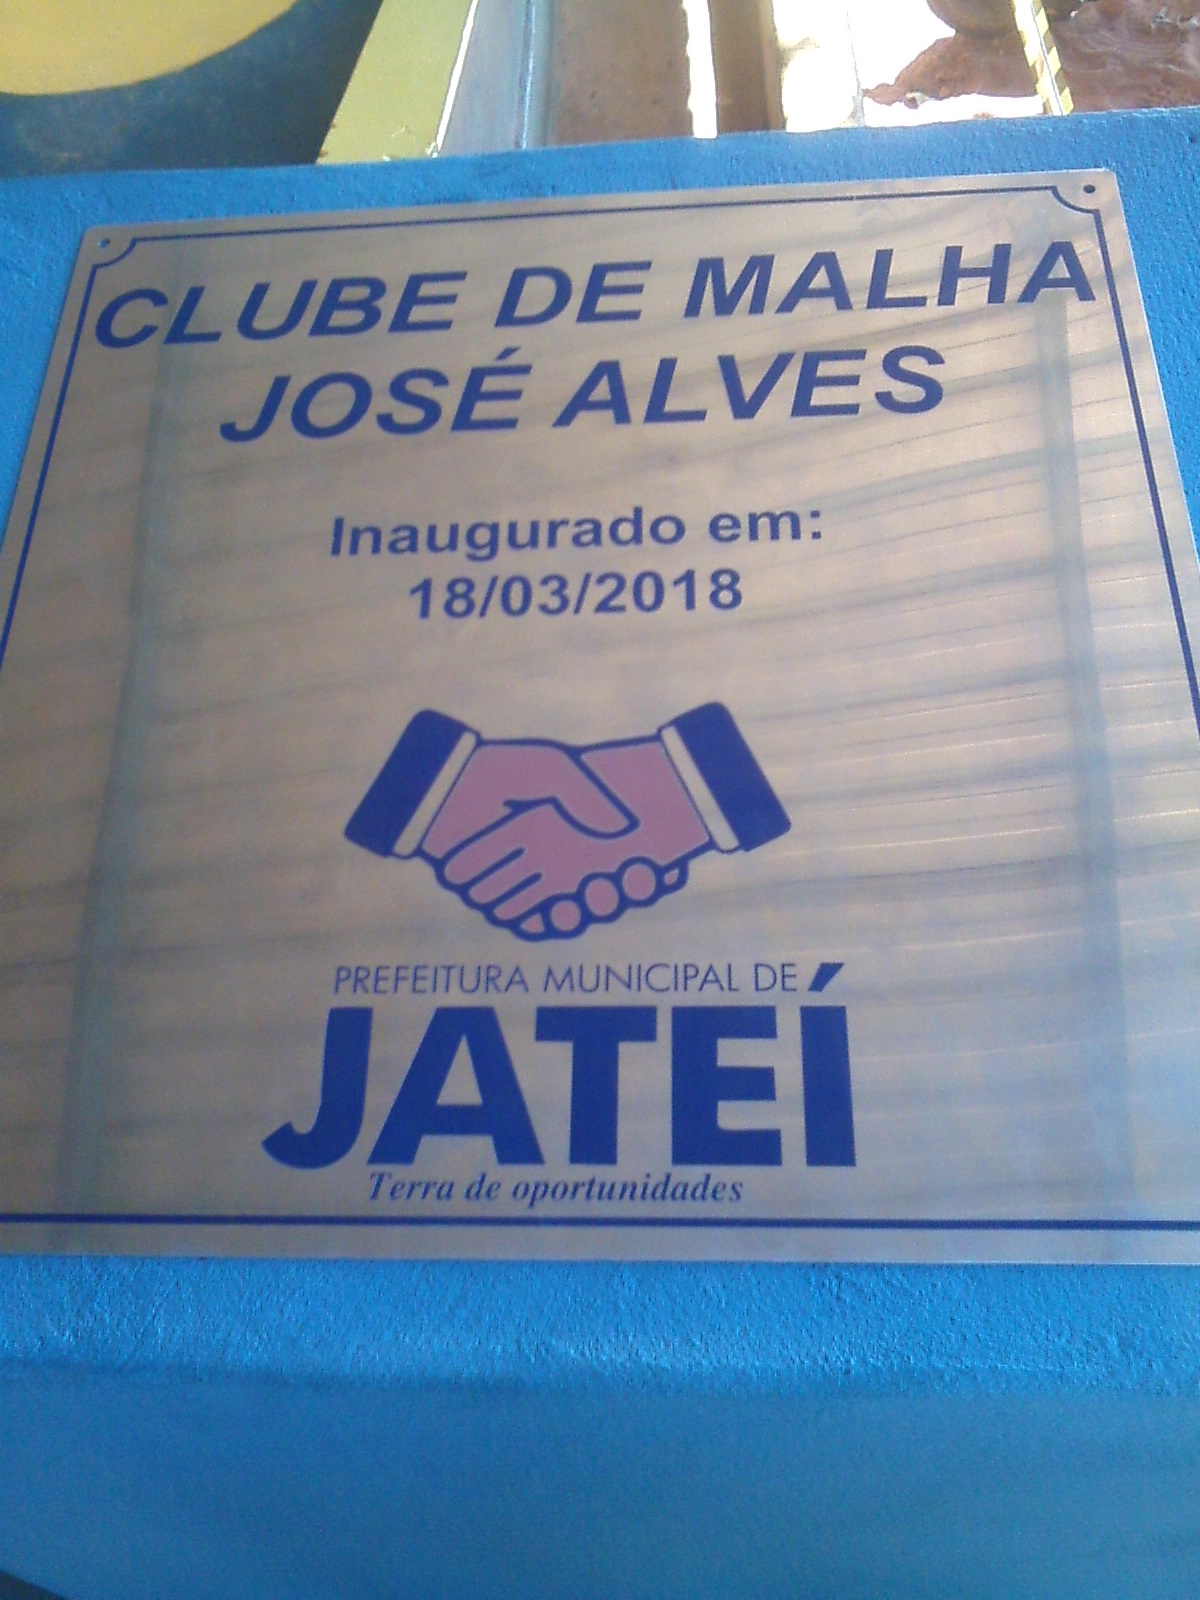 CLUBE DE MALHA
JOSÉ ALVES
Inaugurado em:
18/03/2018
PREFEITURA MUNICIPAL DE
JATEÍ
Terra de oportunidades